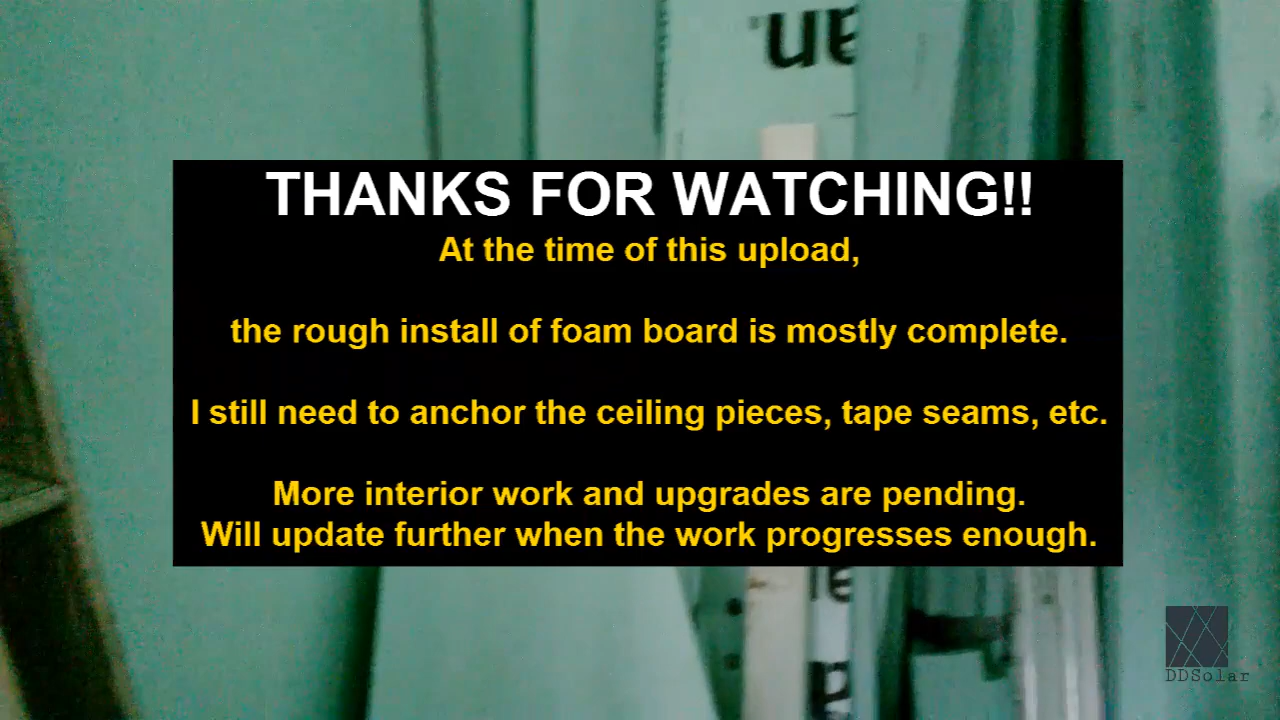 an.
THANKS FOR WATCHING!!
At the time of this upload,
the rough install of foam board is mostly complete.
I still need to anchor the ceiling pieces, tape seams, etc.
More interior work and upgrades are pending.
Will update further when the work progresses enough.
DDSolar